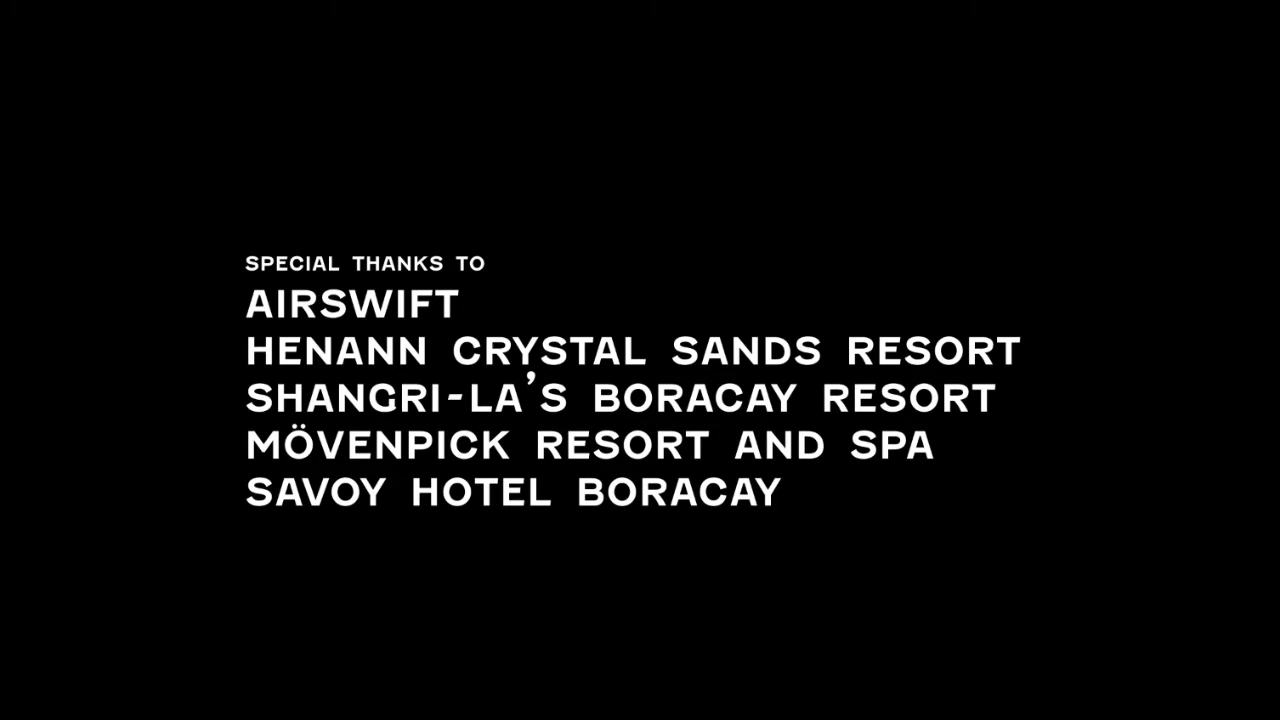 SPECIAL THANKS TO
AIRSWIFT
HENANN CRYSTAL SANDS RESORT
SHANGRI-LA'S BORACAY RESORT
MÖVENPICK RESORT AND SPA
SAVOY HOTEL BORACAY